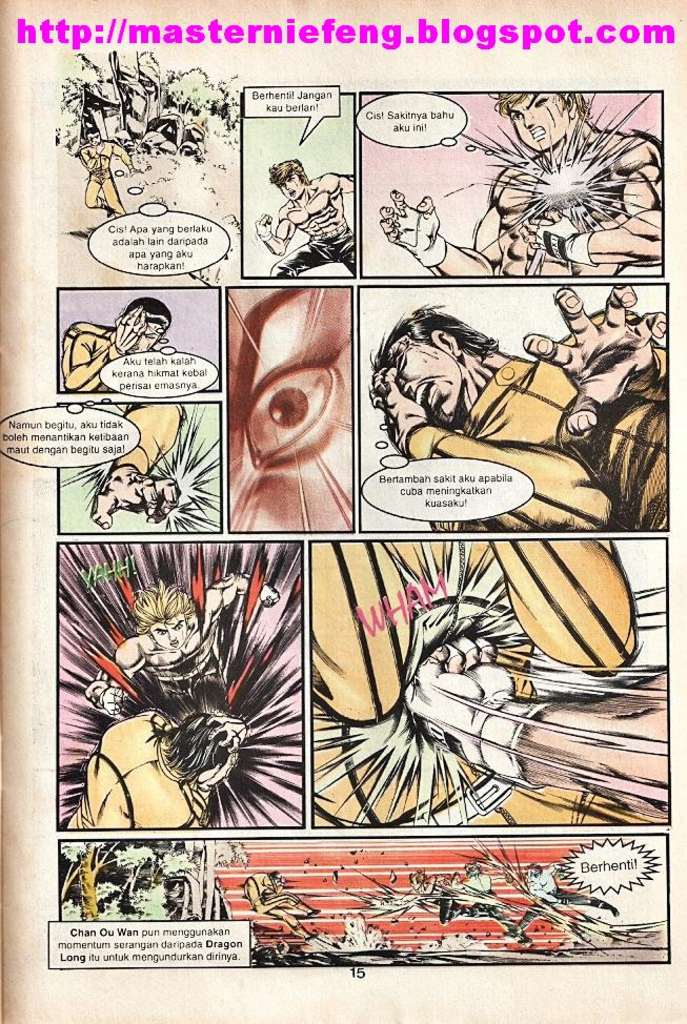 http://masterniefeng.blogspot.com
Cis! Apa yang berlaku
adalah lain daripada
apa yang aku
harapkan!
Berhenti! Jangan
kau berlari!
Cis! Sakitnya bahu
aku ini!
Aku telah kalah
kerana hikmat kebal
perisai emasnya.
Namun begitu, aku tidak
boleh menantikan ketibaan
maut dengan begitu saja!
Bertambah sakit aku apabila
cuba meningkatkan
kuasaku!
YAHH!
WHAM
Berhenti!
Chan Ou Wan pun menggunakan
momentum serangan daripada Dragon
Long itu untuk mengundurkan dirinya.
15